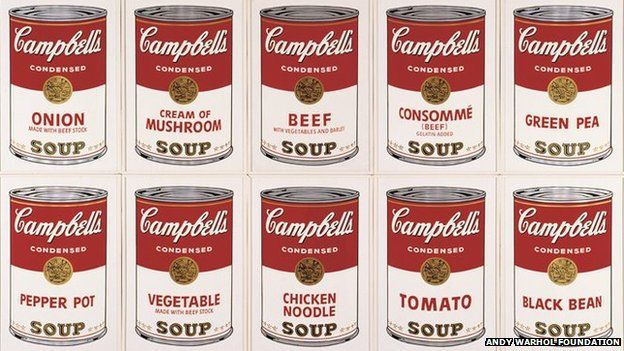 Campbell's
CONDENSED
ONION
MADE WITH BEEF STOCK
SOUP
Campbell's
CONDENSED
CREAM OF
MUSHROOM
SOUP
Campbell's
CONDENSED
BEEF
WITH VEGETABLES AND BARLEY
SOUP
Campbell's
CONDENSED
CONSOMMÉ
(BEEF)
GELATIN ADDED
SOUP
Campbell's
CONDENSED
GREEN PEA
SOUP
Campbell's
CONDENSED
PEPPER POT
SOUP
Campbell's
CONDENSED
VEGETABLE
MADE WITH BEEF STOCK
SOUP
Campbell's
CONDENSED
CHICKEN
NOODLE
SOUP
Campbell's
CONDENSED
TOMATO
SOUP
Campbell's
CONDENSED
BLACK BEAN
SOUP
ANDY WARHOL FOUNDATION